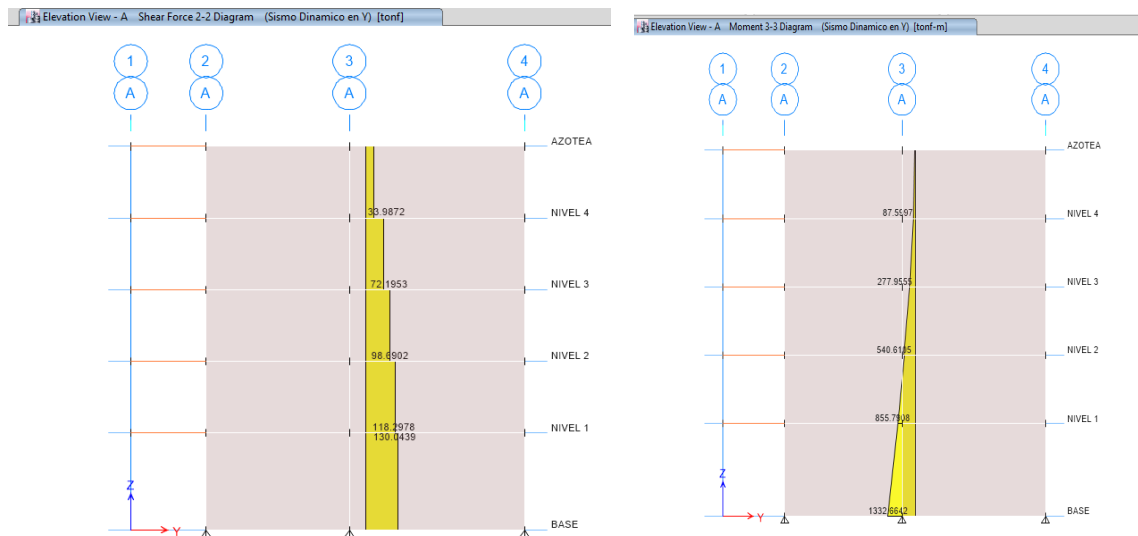 Elevation View - A Shear Force 2-2 Diagram (Sismo Dinamico en Y) [tonf]
1 2 3 4
A A A A
AZOTEA
33.9872 NIVEL 4
72.1953 NIVEL 3
98.6902 NIVEL 2
118.2978 NIVEL 1
130.0439
Z
Y
BASE
Elevation View - A Moment 3-3 Diagram (Sismo Dinamico en Y) [tonf-m]
1 2 3 4
A A A A
AZOTEA
87.5597 NIVEL 4
277.9555 NIVEL 3
540.6135 NIVEL 2
855.7908 NIVEL 1
Z
1332.6642 BASE
Y